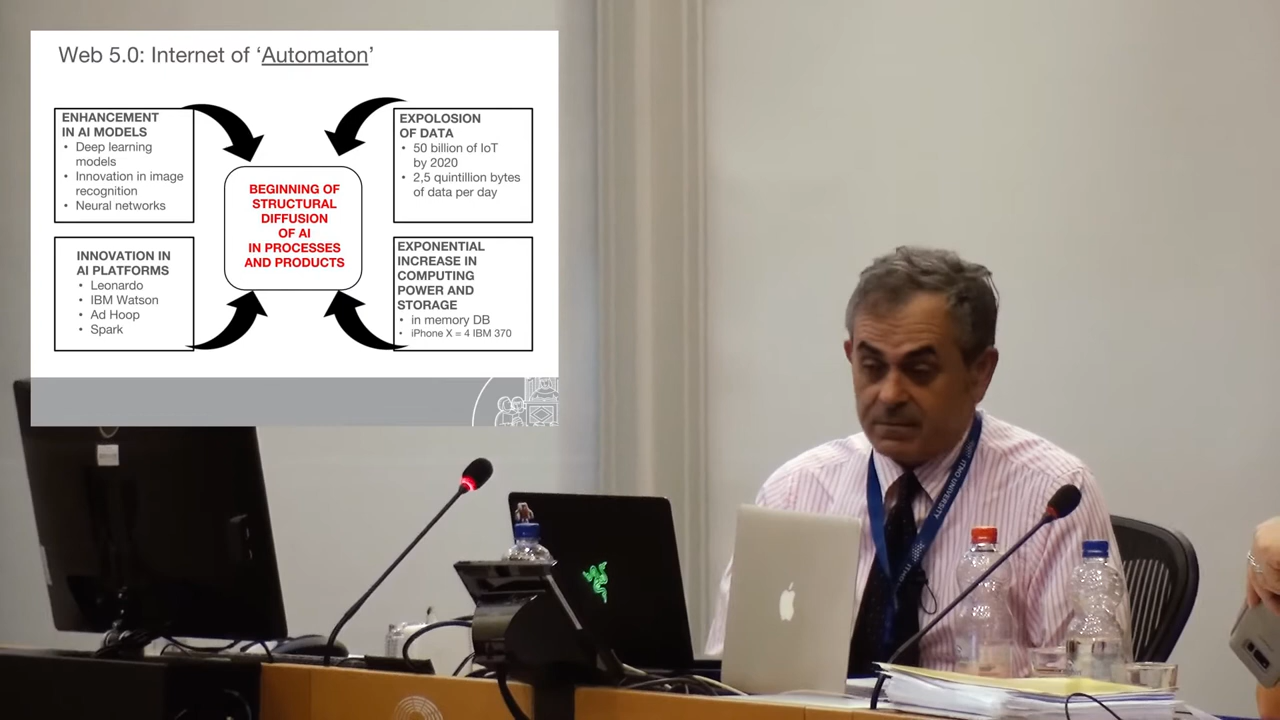 Web 5.0: Internet of ‘Automaton’
ENHANCEMENT
IN AI MODELS
• Deep learning
models
• Innovation in image
recognition
• Neural networks
EXPOLOSION
OF DATA
• 50 billion of IoT
by 2020
• 2,5 quintillion bytes
of data per day
BEGINNING OF
STRUCTURAL
DIFFUSION
OF AI
IN PROCESSES
AND PRODUCTS
INNOVATION IN
AI PLATFORMS
• Leonardo
• IBM Watson
• Ad Hoop
• Spark
EXPONENTIAL
INCREASE IN
COMPUTING
POWER AND
STORAGE
• in memory DB
• iPhone X = 4 IBM 370
ITMO UNIVERSITY